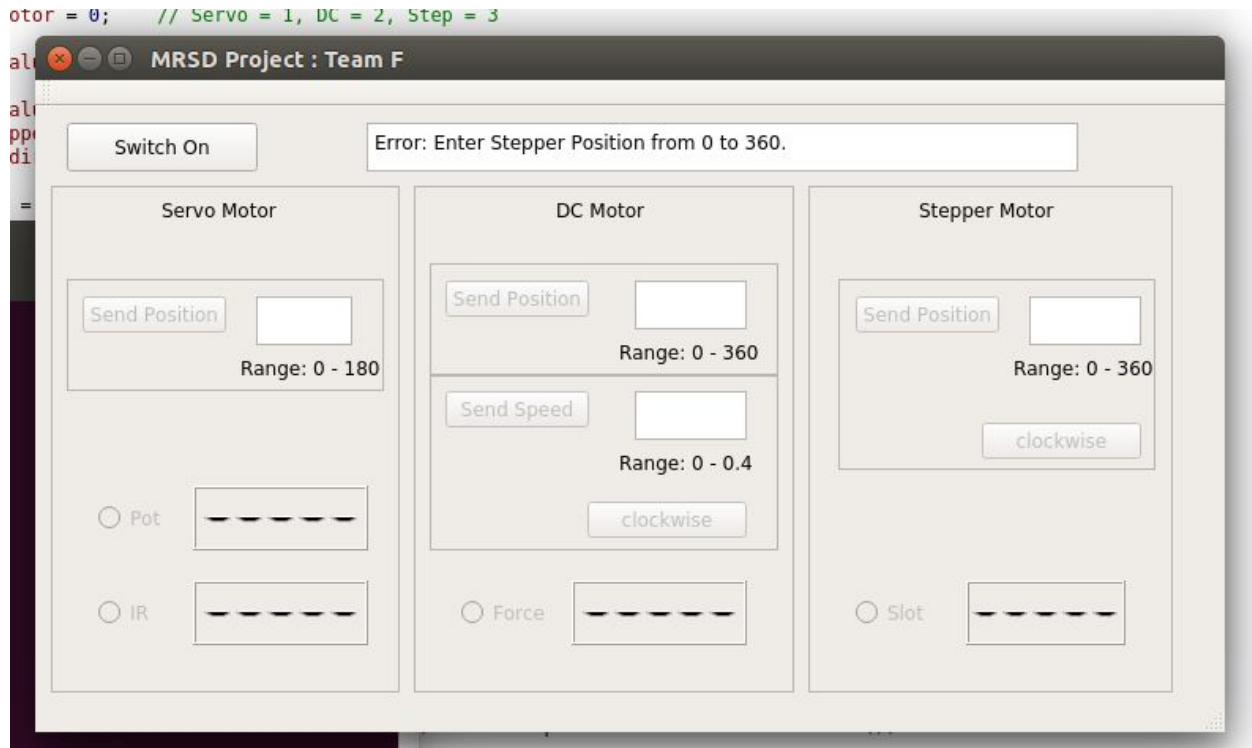 otor = 0;    // Servo = 1, DC = 2, Step = 3
MRSD Project : Team F
Switch On
Error: Enter Stepper Position from 0 to 360.
Servo Motor
Send Position
Range: 0 - 180
Pot
IR
DC Motor
Send Position
Range: 0 - 360
Send Speed
Range: 0 - 0.4
clockwise
Force
Stepper Motor
Send Position
Range: 0 - 360
clockwise
Slot